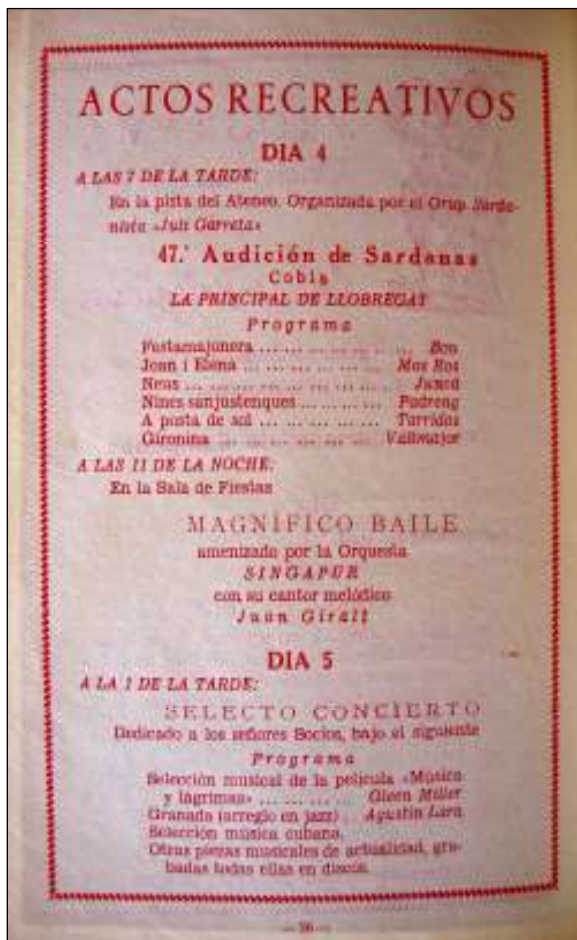 ACTOS RECREATIVOS
DIA 4
A LAS 7 DE LA TARDE:
En la pista del Ateneo. Organizada por el Grup Sarda-
nista «Juli Garreta»
47.ª Audición de Sardanas
Cobla
LA PRINCIPAL DE LLOBREGAT
Programa
Festamajonera ... ... ... ... ... ... Bou
Joan i Elena ... ... ... ... ... Mas Ros
Neus ... ... ... ... ... ... ... Juncá
Nines sanjustenques ... ... ... ... Padreny
A posta de sol ... ... ... ... ... Tarridas
Gironina ... ... ... ... ... ... Vallmajor
A LAS 11 DE LA NOCHE:
En la Sala de Fiestas
MAGNIFICO BAILE
amenizado por la Orquesta
SINGAPUR
con su cantor melódico
Juan Giralt
DIA 5
A LA 1 DE LA TARDE:
SELECTO CONCIERTO
Dedicado a los señores Socios, bajo el siguiente
Programa
Selección musical de la película «Música
y lágrimas» ... ... ... ... Gleen Miller
Granada (arreglo en jazz) . Agustín Lara
Selección música cubana.
Otras piezas musicales de actualidad, gra-
badas todas ellas en discos.